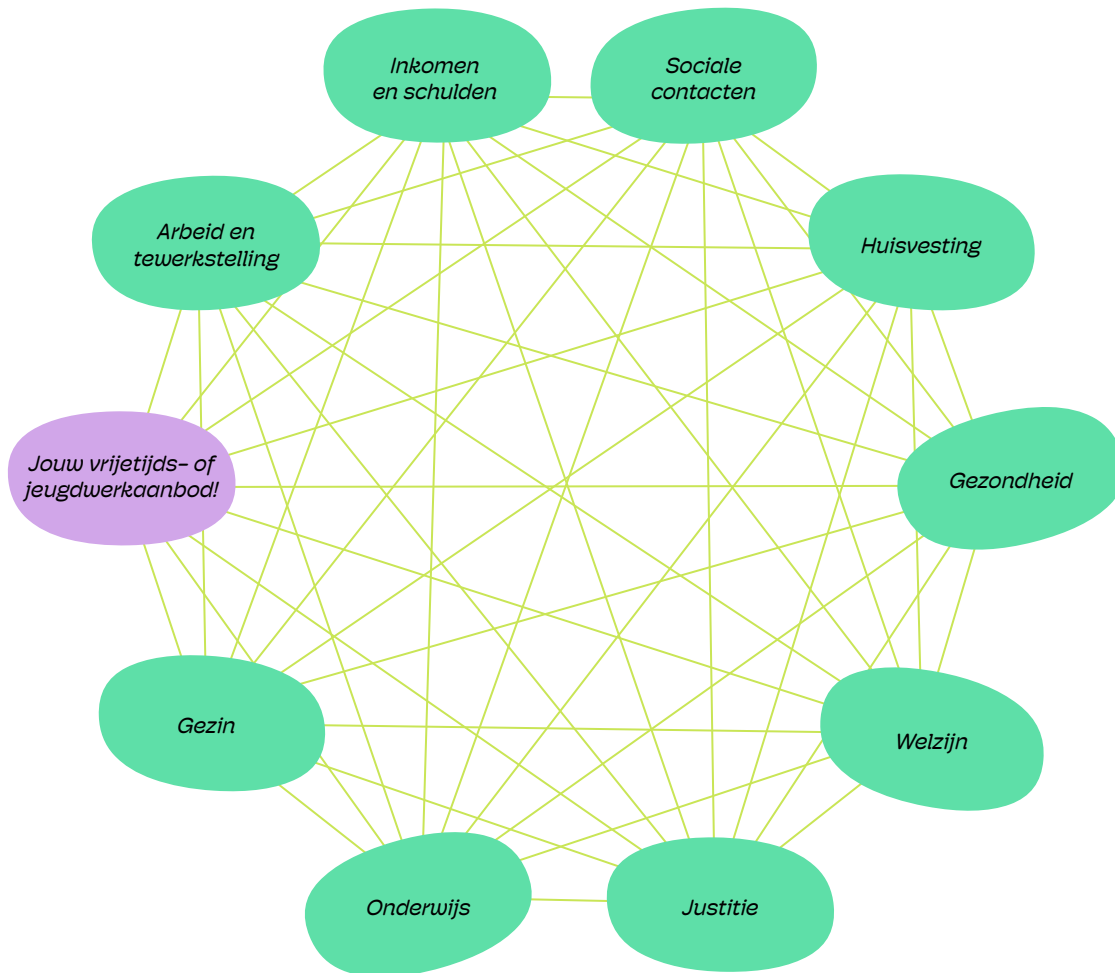 Inkomen
en schulden
Sociale
contacten
Arbeid en
tewerkstelling
Huisvesting
Jouw vrijetijds- of
jeugdwerkaanbod!
Gezondheid
Gezin
Welzijn
Onderwijs
Justitie